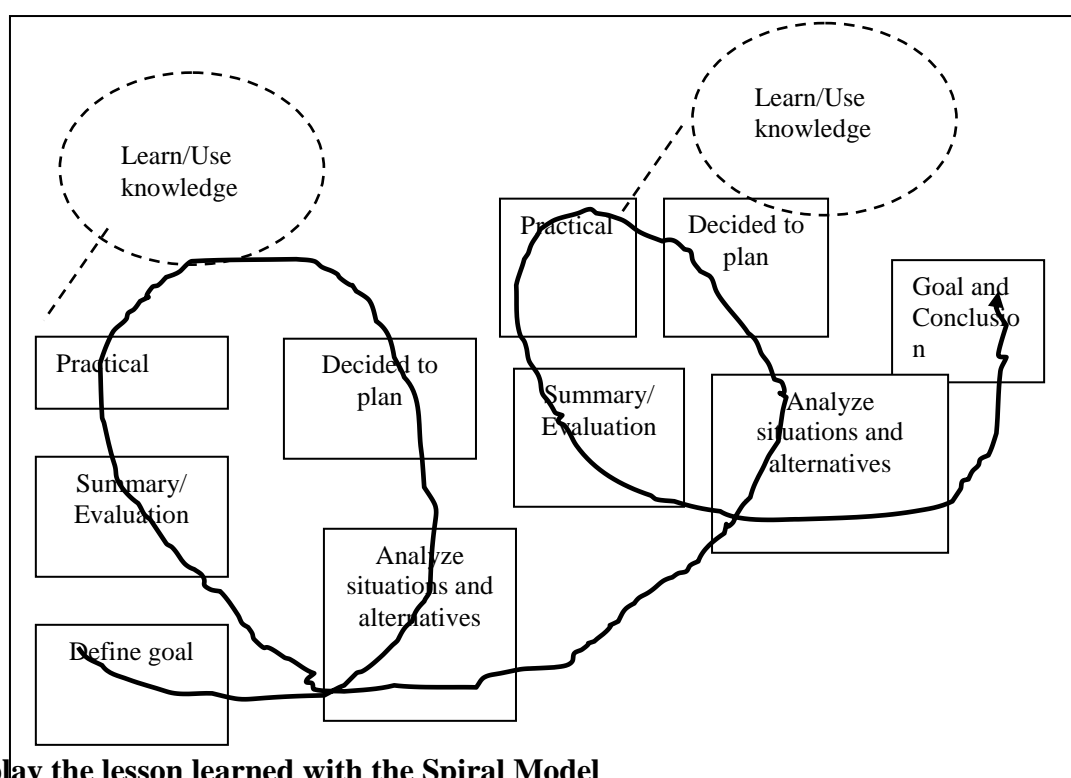 Learn/Use
knowledge
Learn/Use
knowledge
Practical
Decided to
plan
Goal and
Conclusio
n
Practical
Decided to
plan
Summary/
Evaluation
Analyze
situations and
alternatives
Summary/
Evaluation
Analyze
situations and
alternatives
Define goal
the lesson learned with the Spiral Model